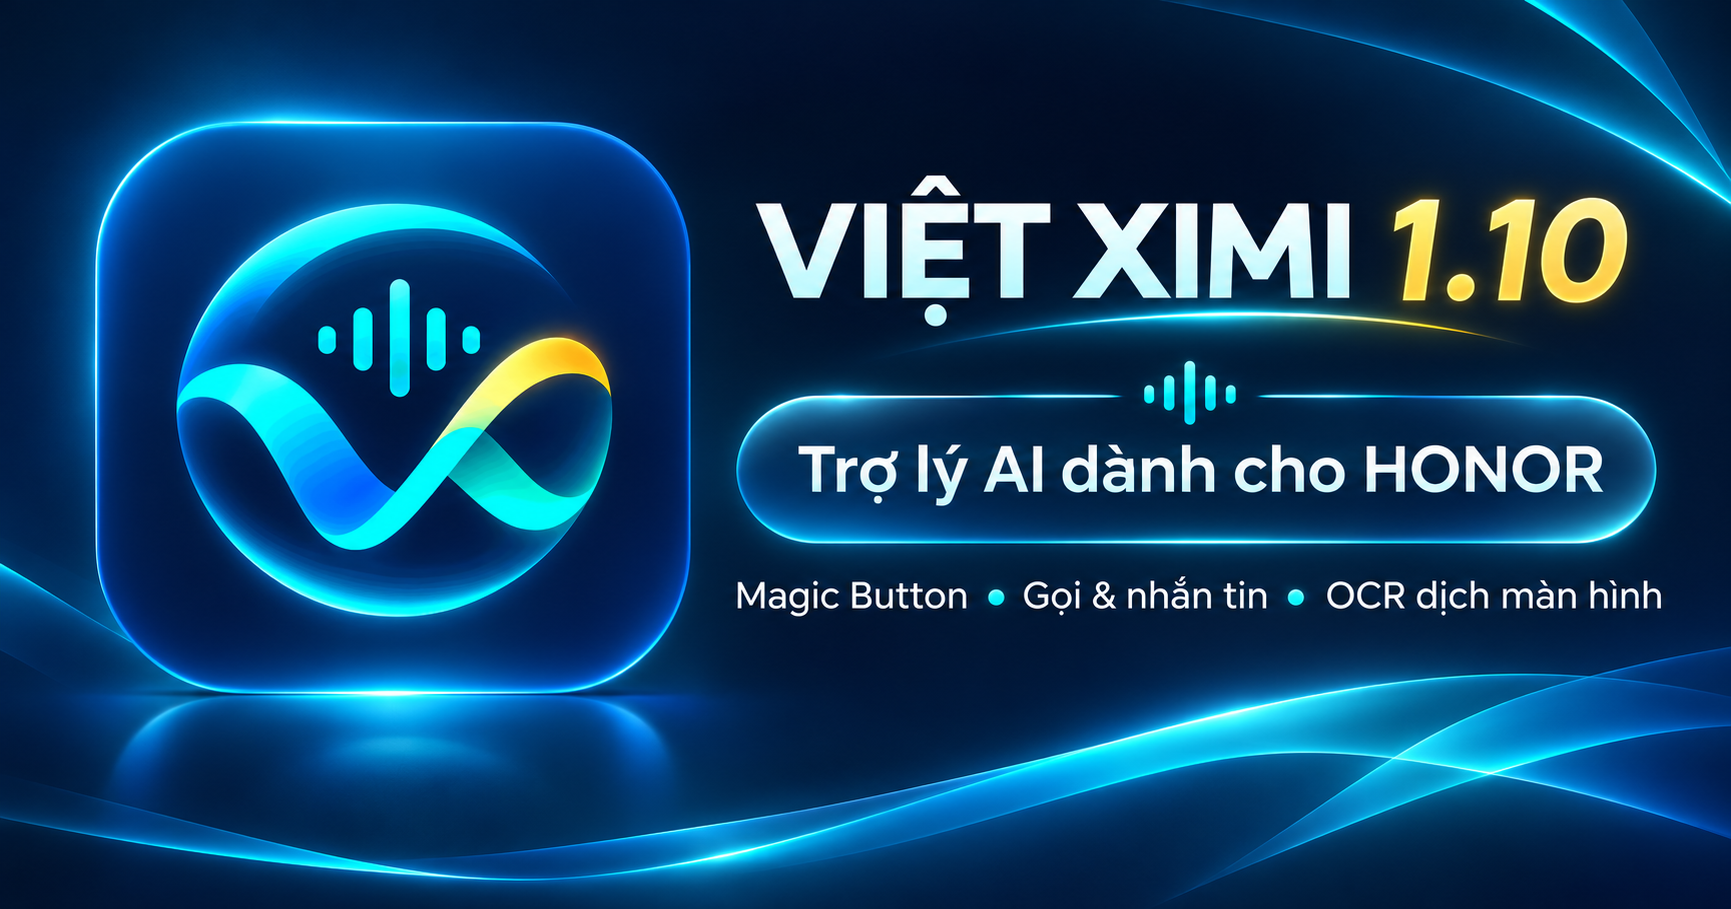 VIỆT XIMI 1.10
Trợ lý AI dành cho HONOR
Magic Button • Gọi & nhắn tin • OCR dịch màn hình